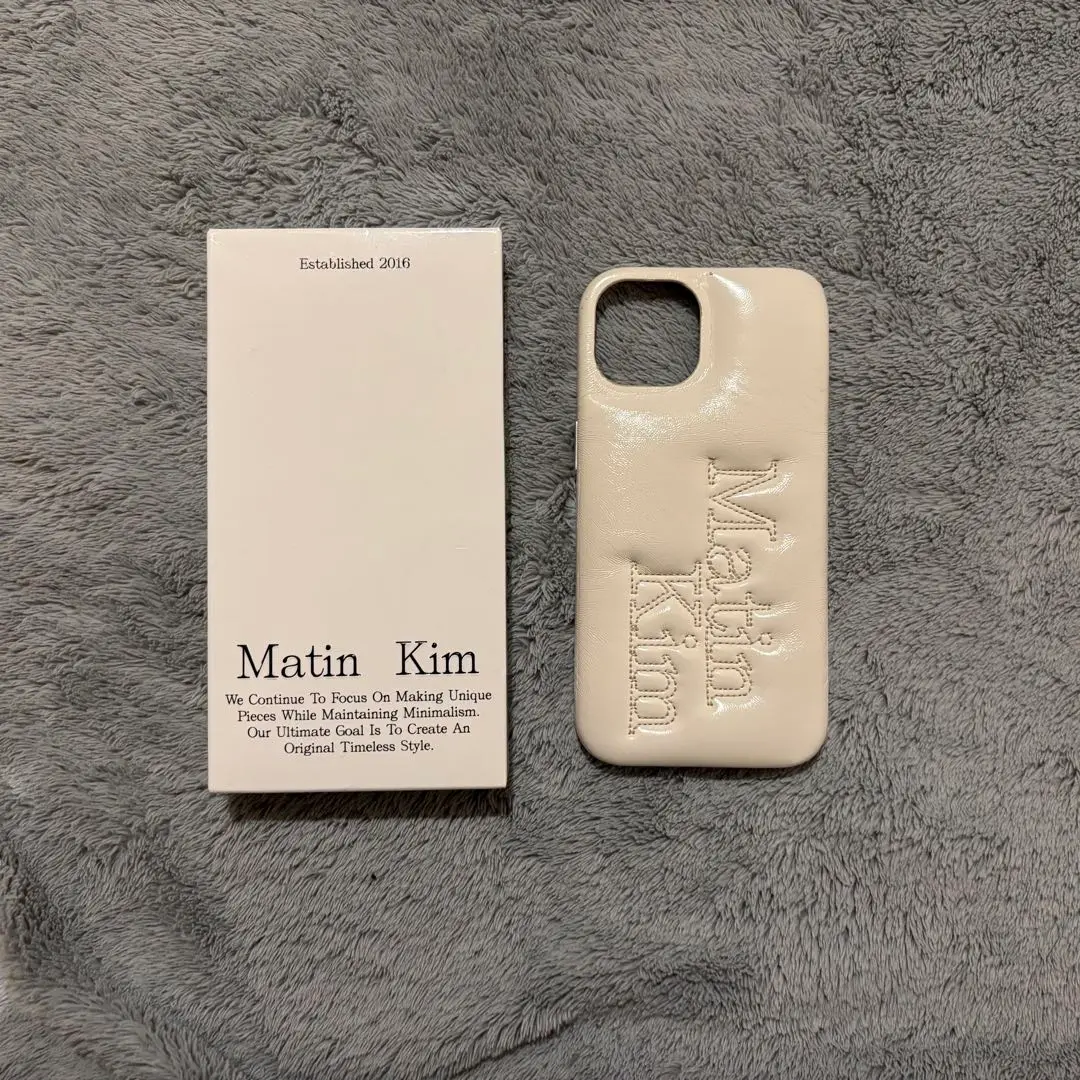 Established 2016
Matin Kim
We Continue To Focus On Making Unique
Pieces While Maintaining Minimalism.
Our Ultimate Goal Is To Create An
Original Timeless Style.
Matin
Kim